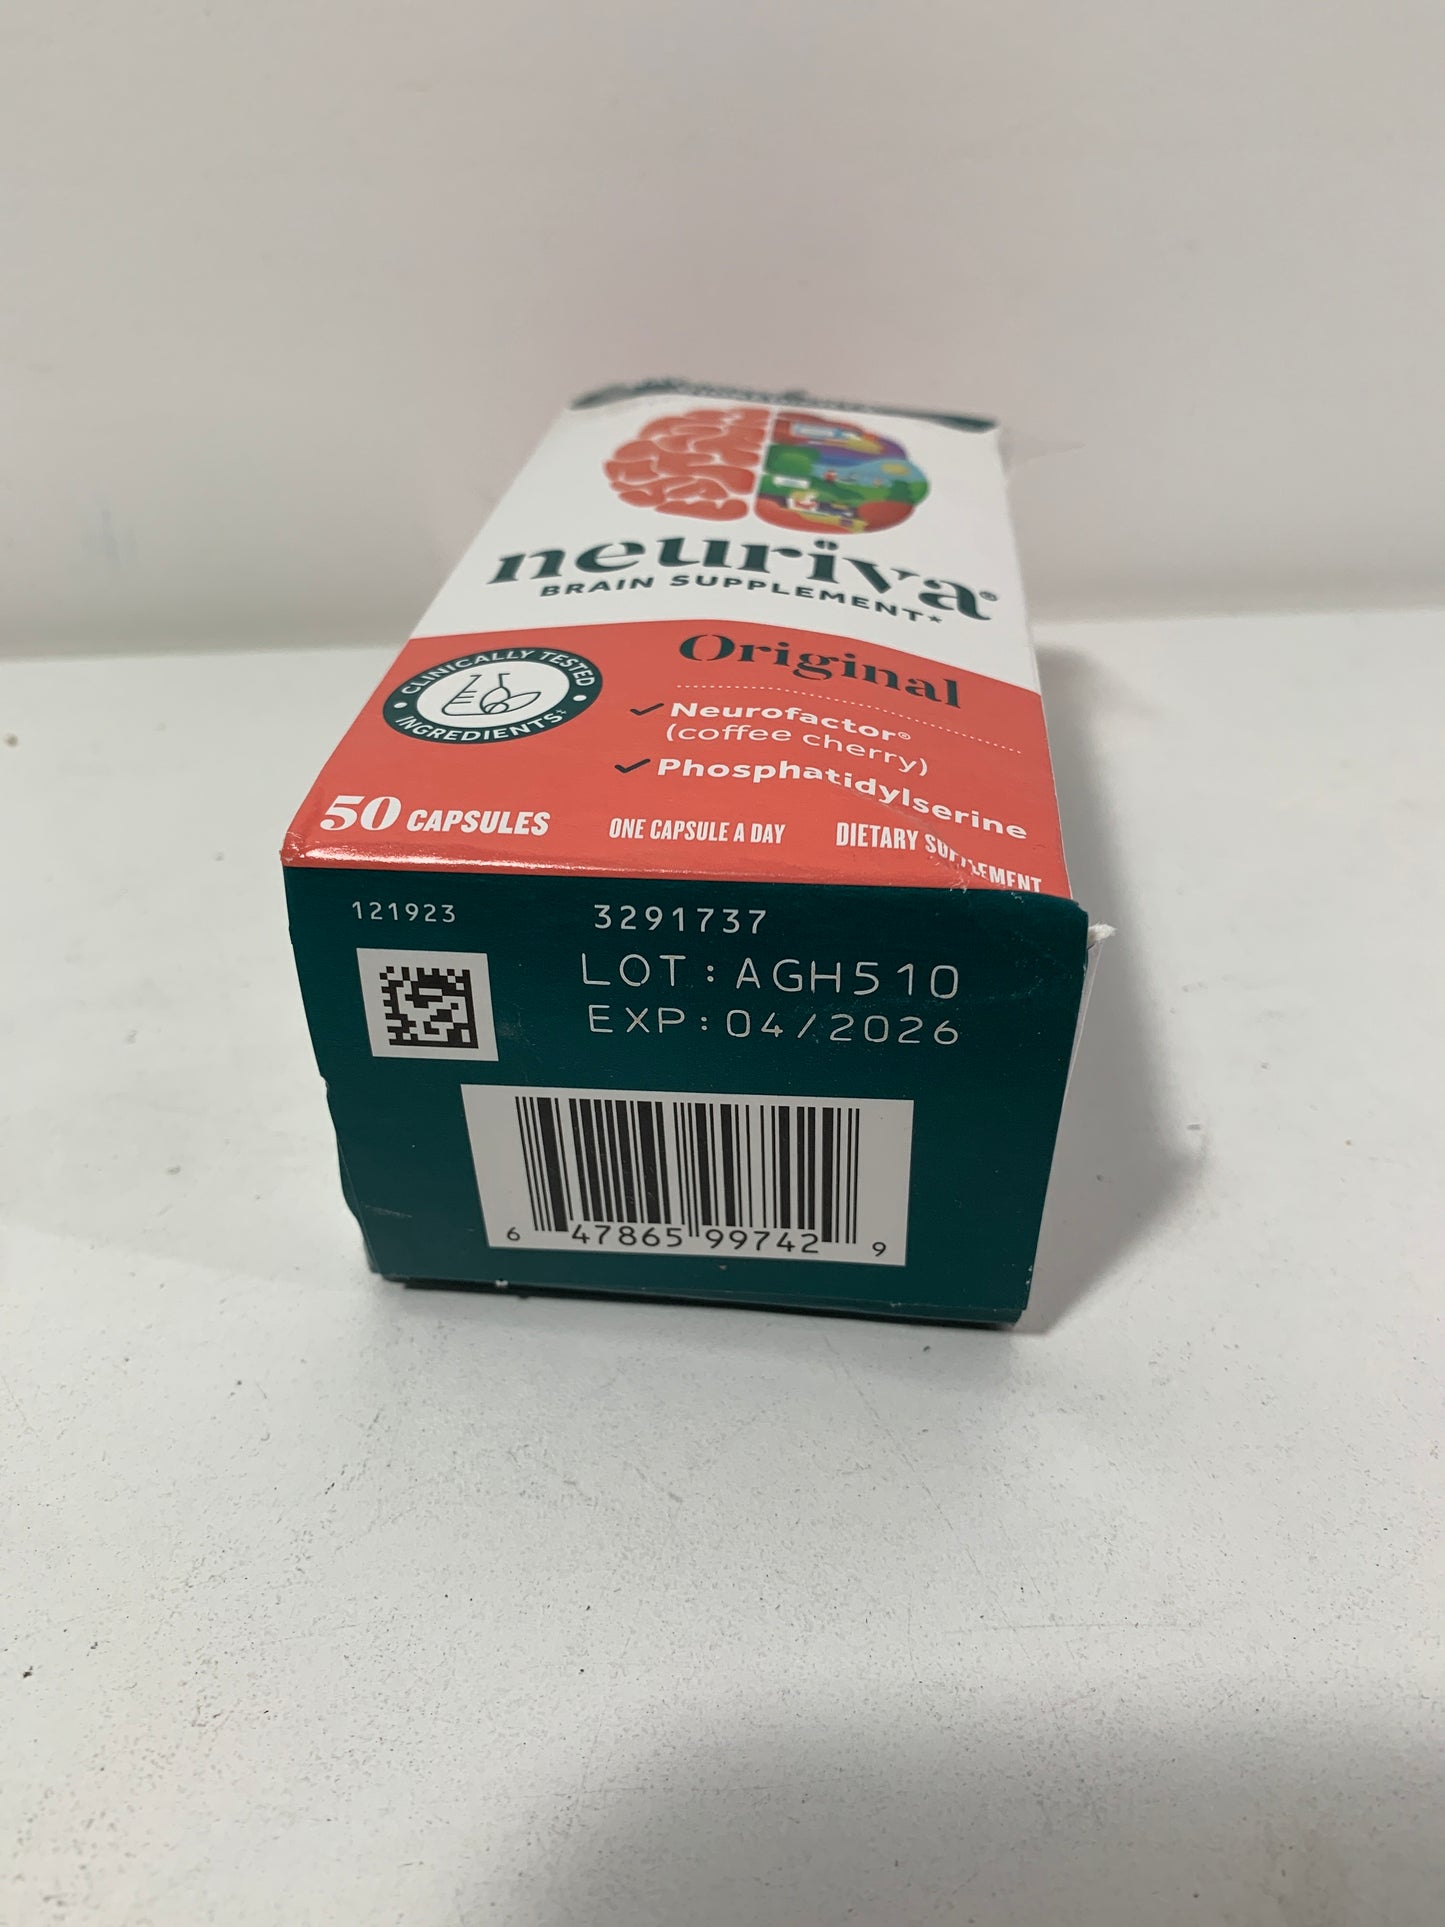 neuriva®
BRAIN SUPPLEMENT*
Original
CLINICALLY TESTED
INGREDIENTS‡
Neurofactor®
(coffee cherry)
Phosphatidylserine
50 CAPSULES
ONE CAPSULE A DAY
DIETARY SUPPLEMENT
121923
3291737
LOT:AGH510
EXP:04/2026
6 47865 99742 9